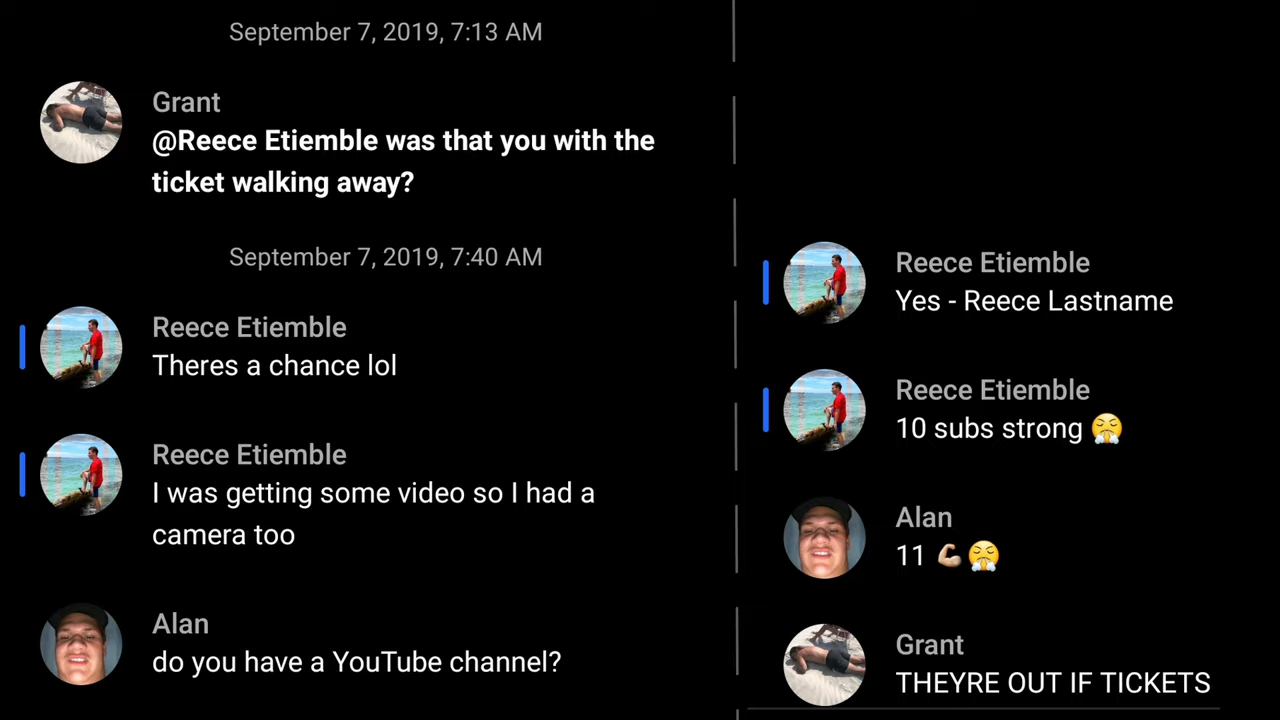 September 7, 2019, 7:13 AM
Grant
@Reece Etiemble was that you with the
ticket walking away?
September 7, 2019, 7:40 AM
Reece Etiemble
Theres a chance lol
Reece Etiemble
I was getting some video so I had a
camera too
Alan
do you have a YouTube channel?
Reece Etiemble
Yes - Reece Lastname
Reece Etiemble
10 subs strong 😤
Alan
11 💪🏼😤
Grant
THEYRE OUT IF TICKETS